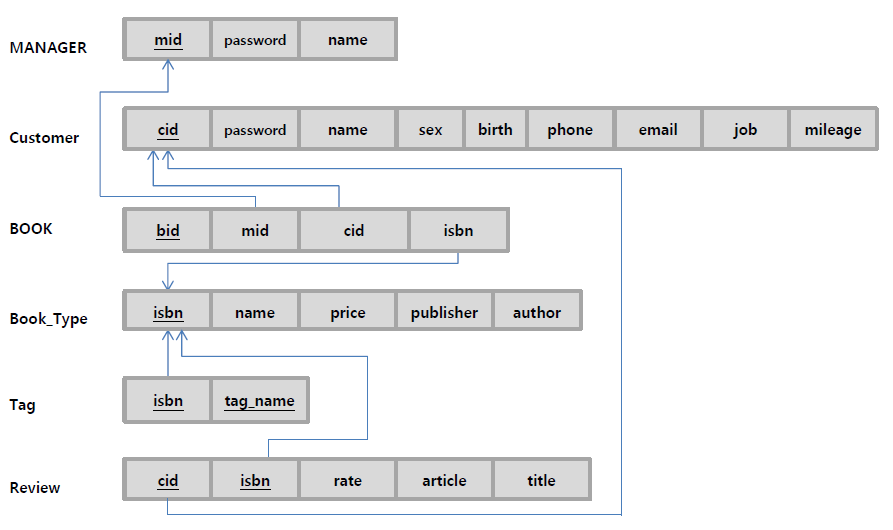 MANAGER mid password name
Customer cid password name sex birth phone email job mileage
BOOK bid mid cid isbn
Book_Type isbn name price publisher author
Tag isbn tag_name
Review cid isbn rate article title